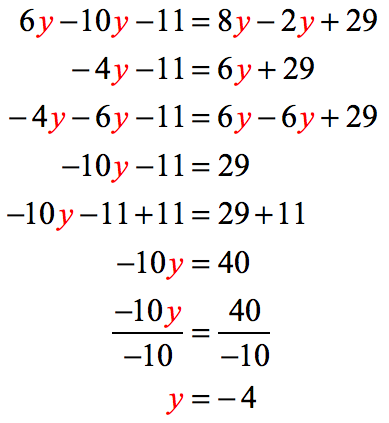 6y − 10y − 11 = 8y − 2y + 29
− 4y − 11 = 6y + 29
− 4y − 6y − 11 = 6y − 6y + 29
−10y − 11 = 29
−10y − 11 + 11 = 29 + 11
−10y = 40
−10y/−10 = 40/−10
y = − 4